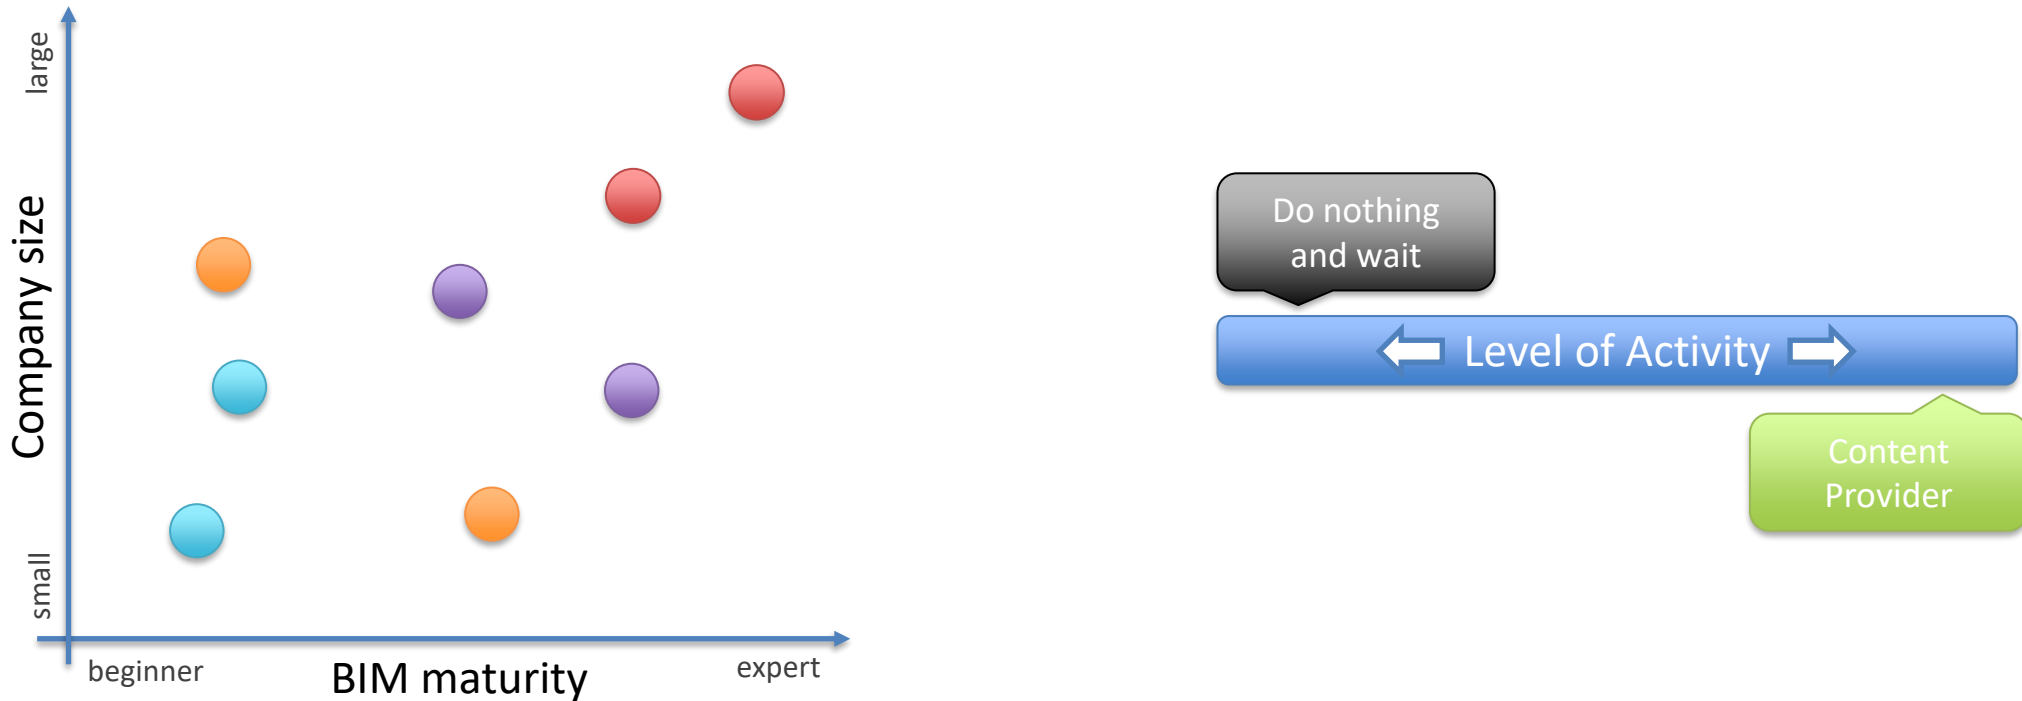 large
Company size
small
beginner
BIM maturity
expert
Do nothing
and wait
Level of Activity
Content
Provider